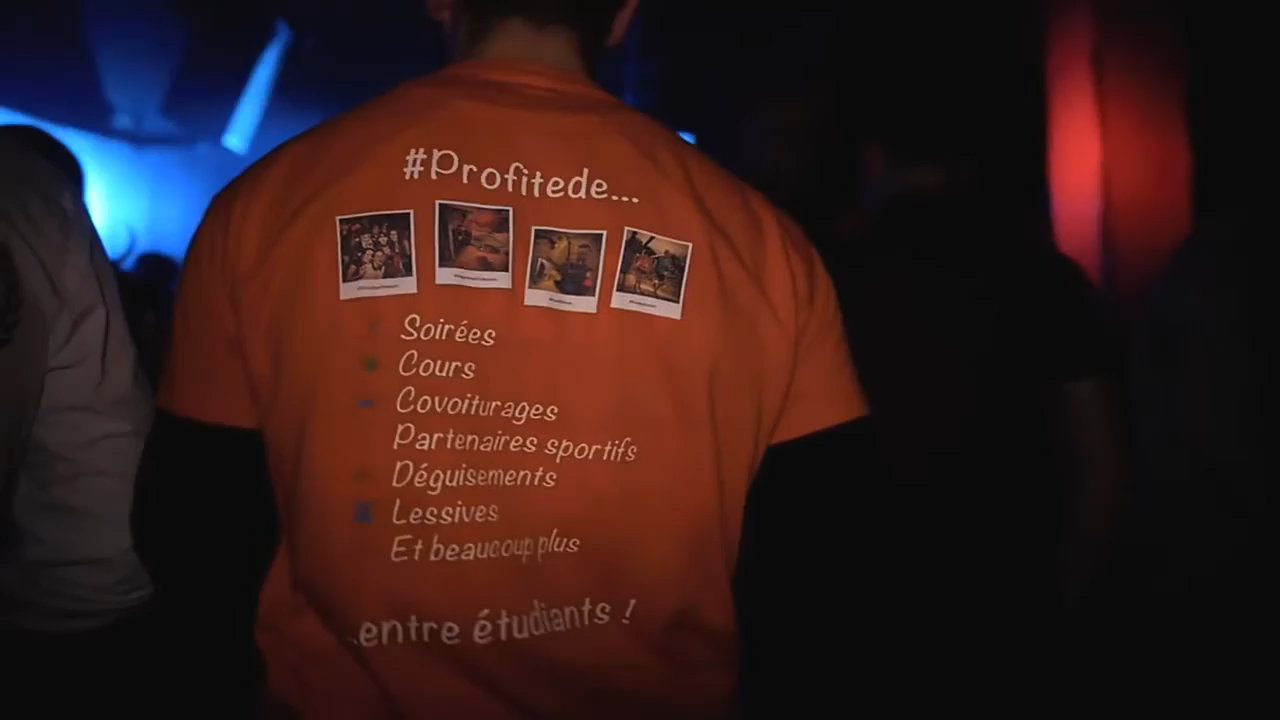 #Profitede...
Soirées
Cours
Covoiturages
Partenaires sportifs
Déguisements
Lessives
Et beaucoup plus
...entre étudiants !